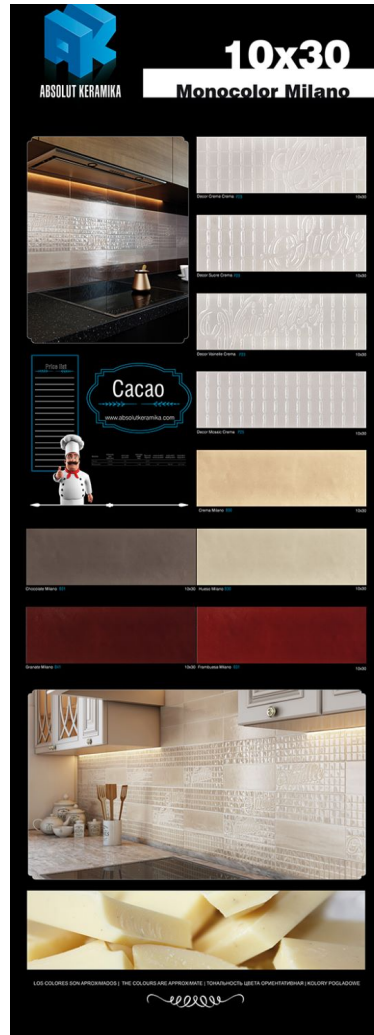 ABSOLUT KERAMIKA
10x30
Monocolor Milano
Decor Crema Crema
10x30
Decor Sucre Crema
10x30
Decor Vainella Crema
10x30
Decor Mosaic Crema
10x30
Price list
Cacao
www.absolutkeramika.com
Crema Milano
10x30
Chocolate Milano
10x30
Hueso Milano
10x30
Granate Milano
10x30
Frambuesa Milano
10x30
LOS COLORES SON APROXIMADOS | THE COLOURS ARE APPROXIMATE | ТОНАЛЬНОСТЬ ЦВЕТА ОРИЕНТАТИВНАЯ | KOLORY POGLADOWE